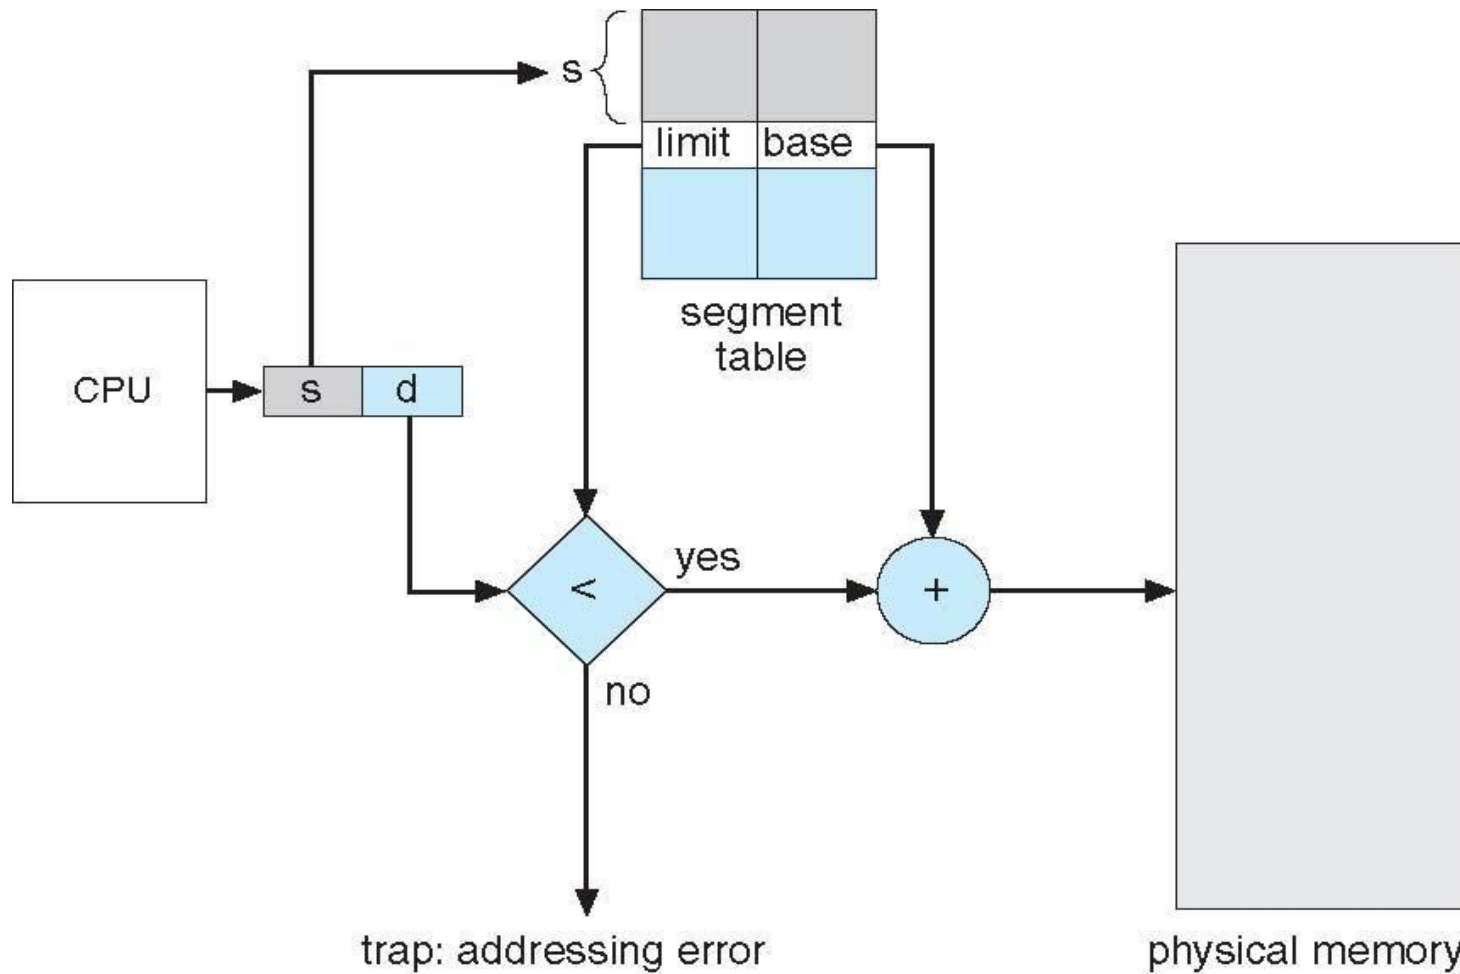 s
limit base
segment
table
CPU
s d
yes
<
+
no
trap: addressing error
physical memory